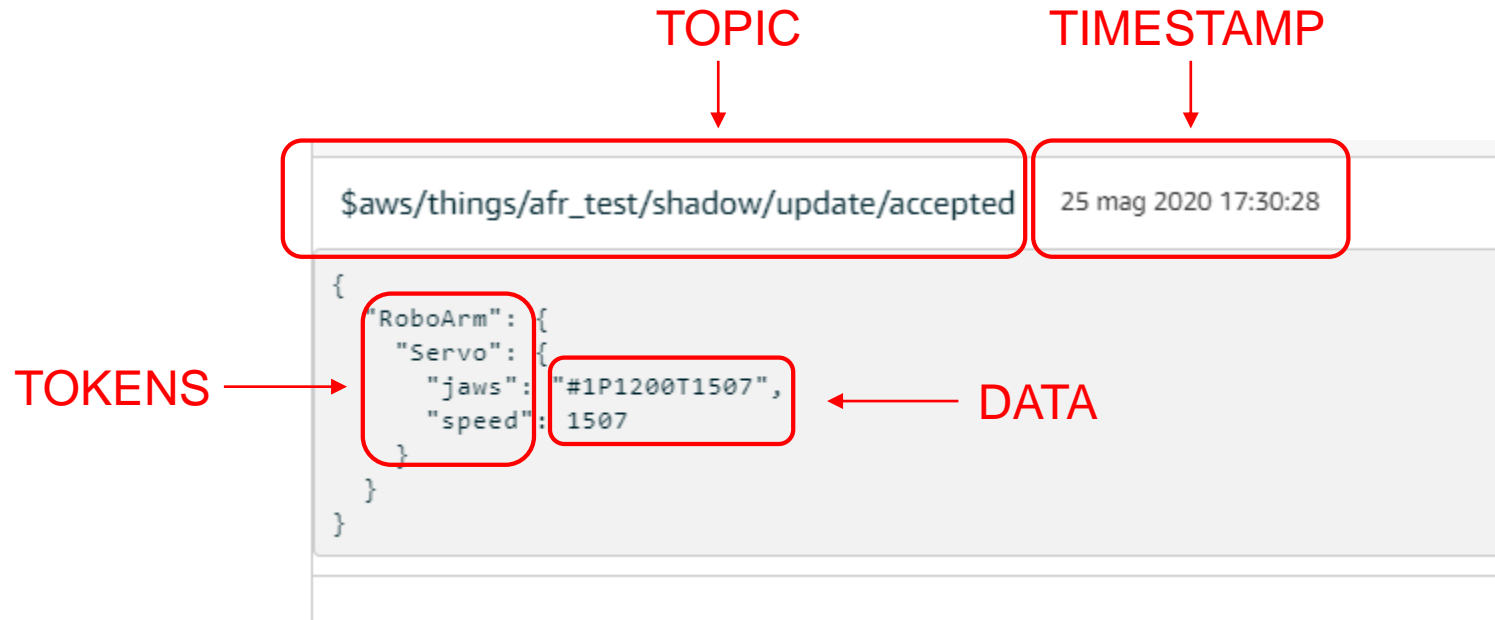 TOPIC TIMESTAMP
$aws/things/afr_test/shadow/update/accepted 25 mag 2020 17:30:28
{
"RoboArm": {
"Servo": {
TOKENS "jaws": "#1P1200T1507", DATA
"speed": 1507
}
}
}